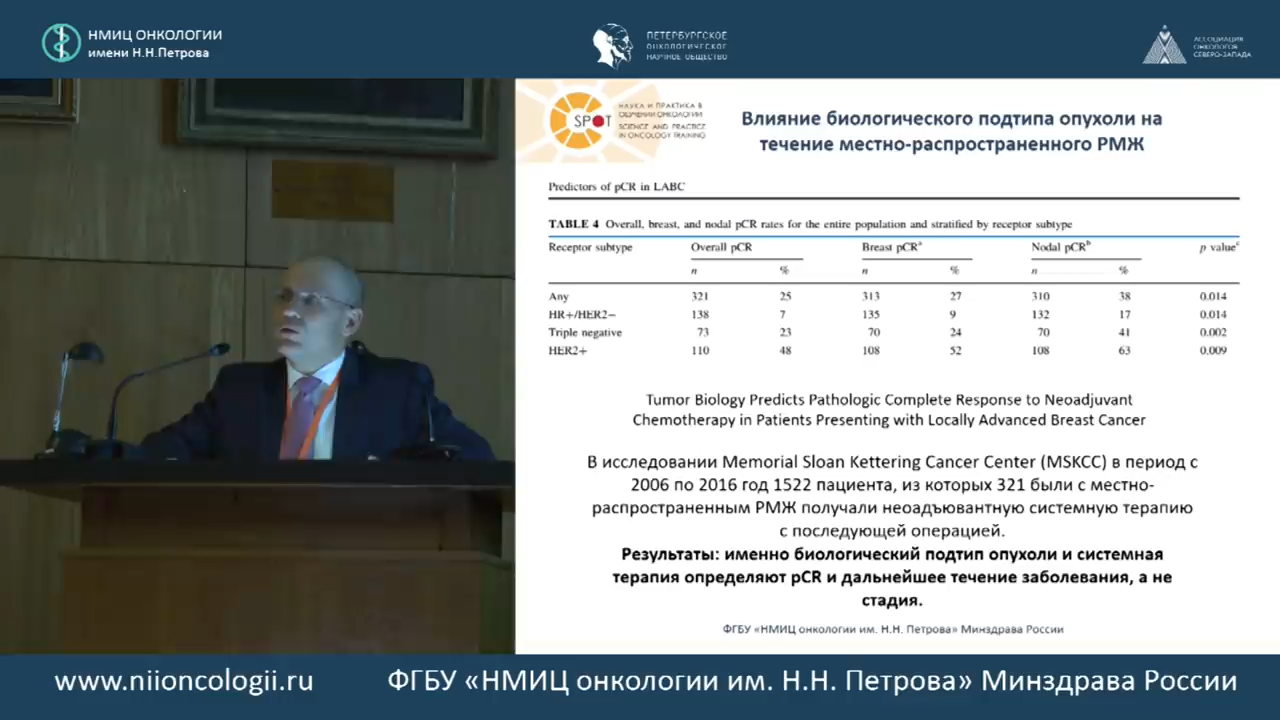 НМИЦ ОНКОЛОГИИ
имени Н.Н.Петрова
ПЕТЕРБУРГСКОЕ
ОНКОЛОГИЧЕСКОЕ
НАУЧНОЕ ОБЩЕСТВО
АССОЦИАЦИЯ
ОНКОЛОГОВ
СЕВЕРО-ЗАПАДА
SPOT
НАУКА И ПРАКТИКА В
ОБУЧЕНИИ ОНКОЛОГИИ
SCIENCE AND PRACTICE
IN ONCOLOGY TRAINING
Влияние биологического подтипа опухоли на
течение местно-распространенного РМЖ
Predictors of pCR in LABC
TABLE 4 Overall, breast, and nodal pCR rates for the entire population and stratified by receptor subtype
Receptor subtype Overall pCR Breast pCRa Nodal pCRb p valuec
n % n % n %
Any 321 25 313 27 310 38 0.014
HR+/HER2− 138 7 135 9 132 17 0.014
Triple negative 73 23 70 24 70 41 0.002
HER2+ 110 48 108 52 108 63 0.009
Tumor Biology Predicts Pathologic Complete Response to Neoadjuvant
Chemotherapy in Patients Presenting with Locally Advanced Breast Cancer
В исследовании Memorial Sloan Kettering Cancer Center (MSKCC) в период с
2006 по 2016 год 1522 пациента, из которых 321 были с местно-
распространенным РМЖ получали неоадъювантную системную терапию
с последующей операцией.
Результаты: именно биологический подтип опухоли и системная
терапия определяют pCR и дальнейшее течение заболевания, а не
стадия.
ФГБУ «НМИЦ онкологии им. Н.Н. Петрова» Минздрава России
www.niioncologii.ru ФГБУ «НМИЦ онкологии им. Н.Н. Петрова» Минздрава России